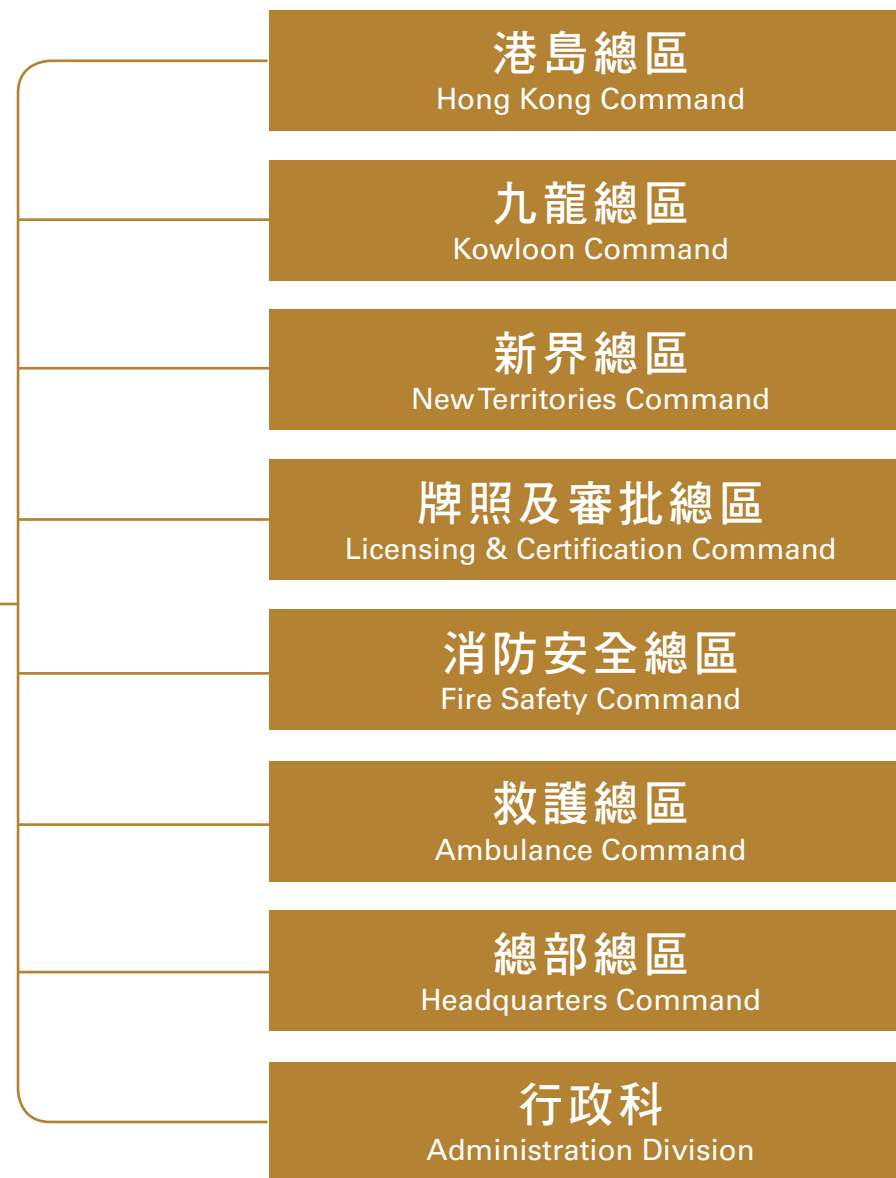 港島總區
Hong Kong Command
九龍總區
Kowloon Command
新界總區
New Territories Command
牌照及審批總區
Licensing & Certification Command
消防安全總區
Fire Safety Command
救護總區
Ambulance Command
總部總區
Headquarters Command
行政科
Administration Division